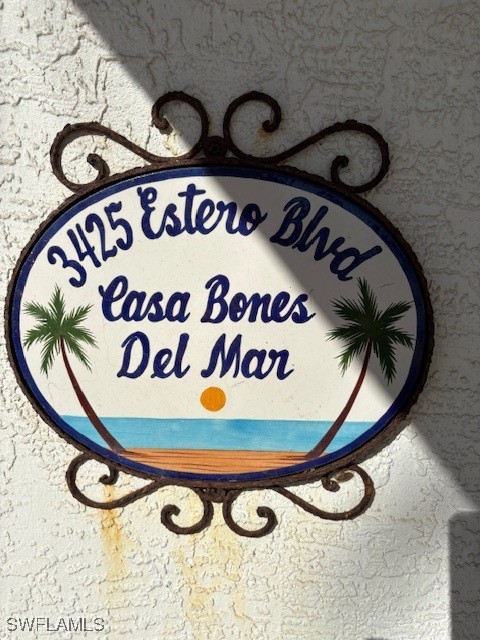 3425 Estero Blvd
Casa Bones
Del Mar
SWFLAMLS